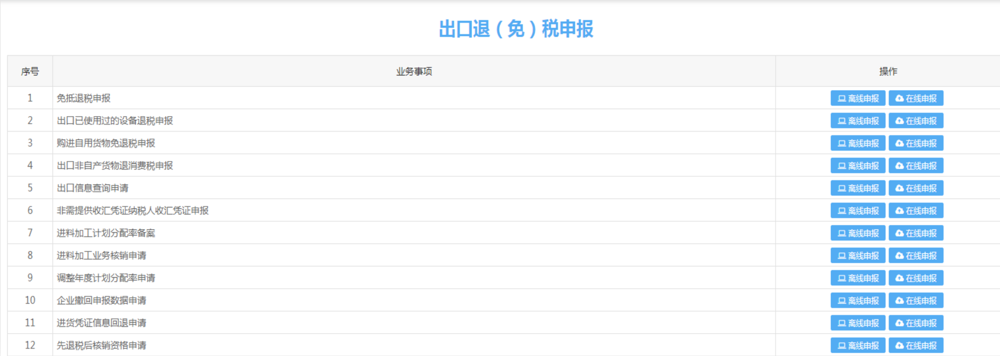 出口退（免）税申报
序号 业务事项 操作
1 免抵退税申报 离线申报 在线申报
2 出口已使用过的设备退税申报 离线申报 在线申报
3 购进自用货物免退税申报 离线申报 在线申报
4 出口非自产货物退消费税申报 离线申报 在线申报
5 出口信息查询申请 离线申报 在线申报
6 非需提供收汇凭证纳税人收汇凭证申报 离线申报 在线申报
7 进料加工计划分配率备案 离线申报 在线申报
8 进料加工业务核销申请 离线申报 在线申报
9 调整年度计划分配率申请 离线申报 在线申报
10 企业撤回申报数据申请 离线申报 在线申报
11 进货凭证信息回退申请 离线申报 在线申报
12 先退税后核销资格申请 离线申报 在线申报